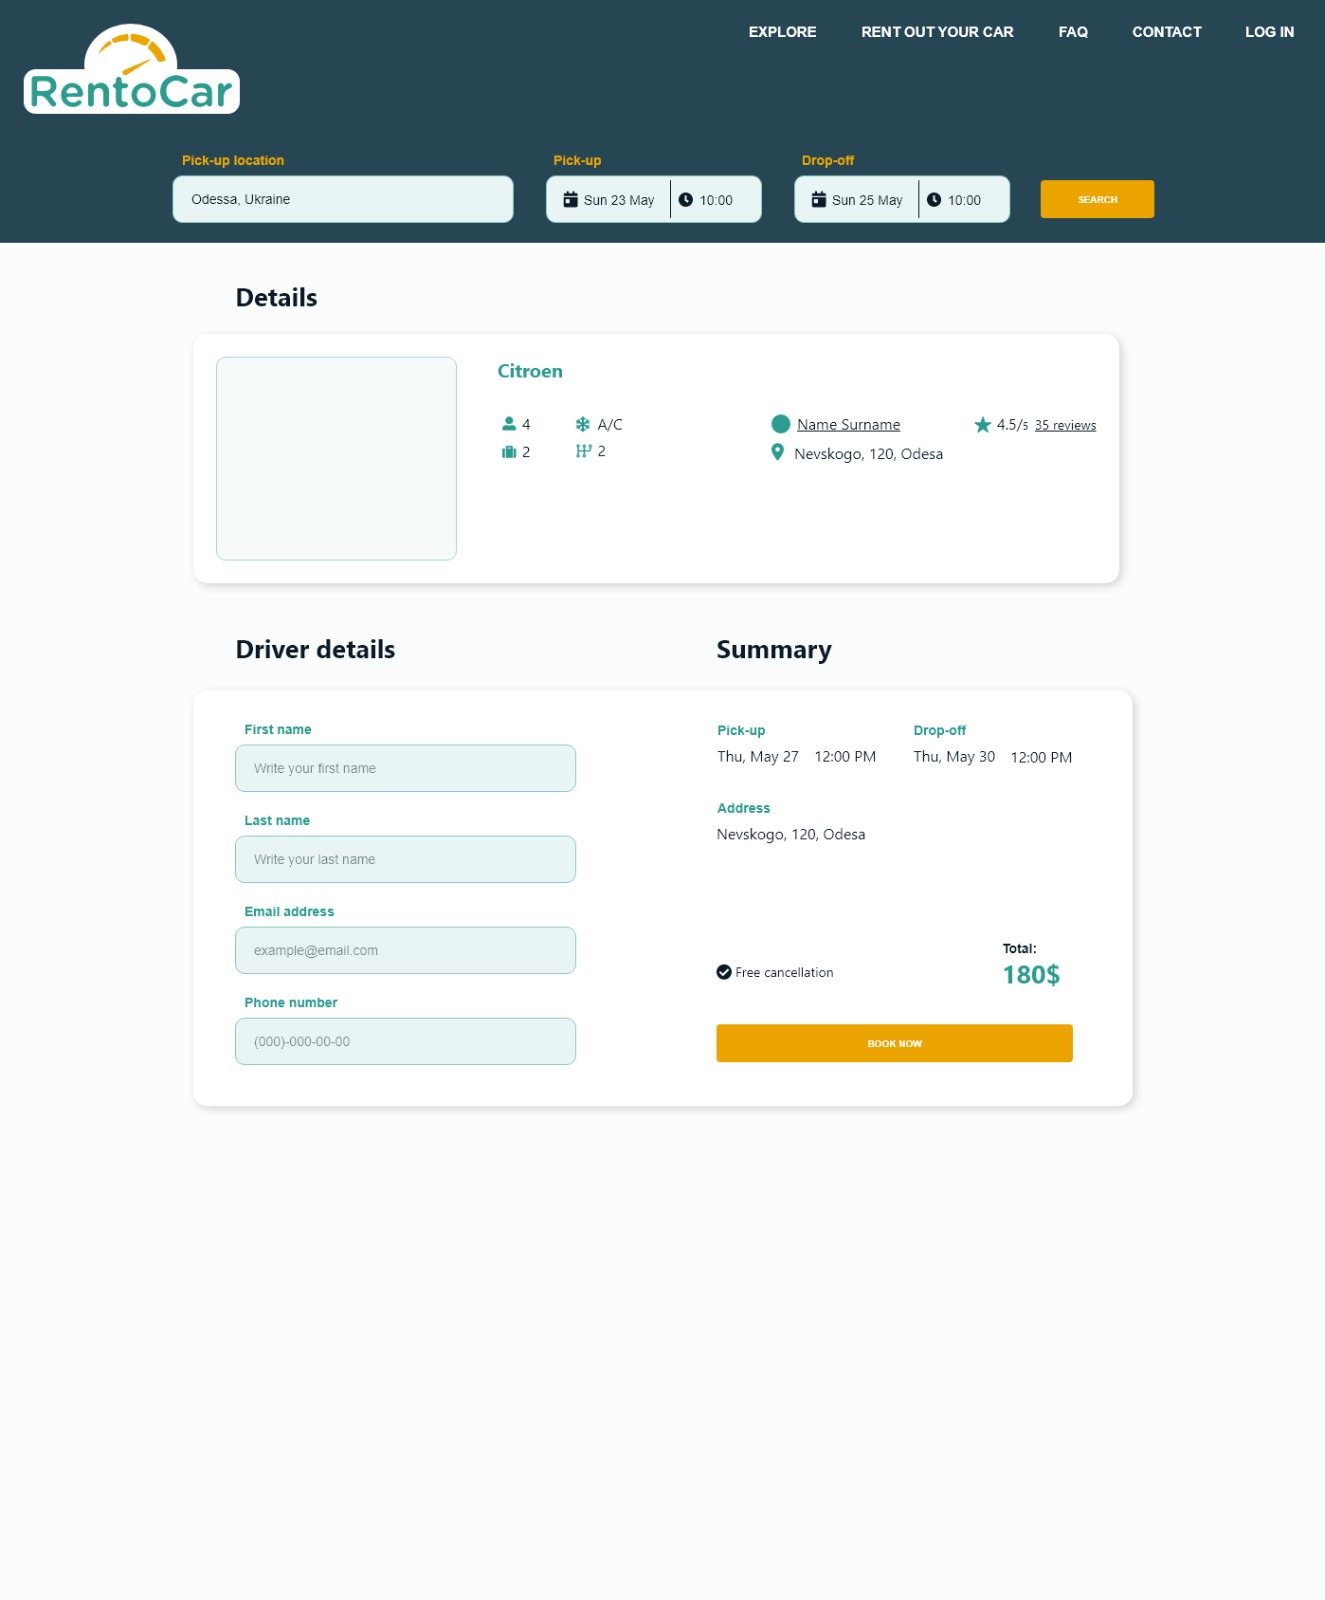 RentoCar
EXPLORE RENT OUT YOUR CAR FAQ CONTACT LOG IN
Pick-up location Pick-up Drop-off
Odessa, Ukraine Sun 23 May 10:00 Sun 25 May 10:00 SEARCH
Details
Citroen
4 A/C Name Surname 4.5/5 35 reviews
2 2 Nevskogo, 120, Odesa
Driver details Summary
First name Pick-up Drop-off
Write your first name Thu, May 27 12:00 PM Thu, May 30 12:00 PM
Last name Address
Write your last name Nevskogo, 120, Odesa
Email address
example@email.com Total:
Free cancellation 180$
Phone number
(000)-000-00-00 BOOK NOW